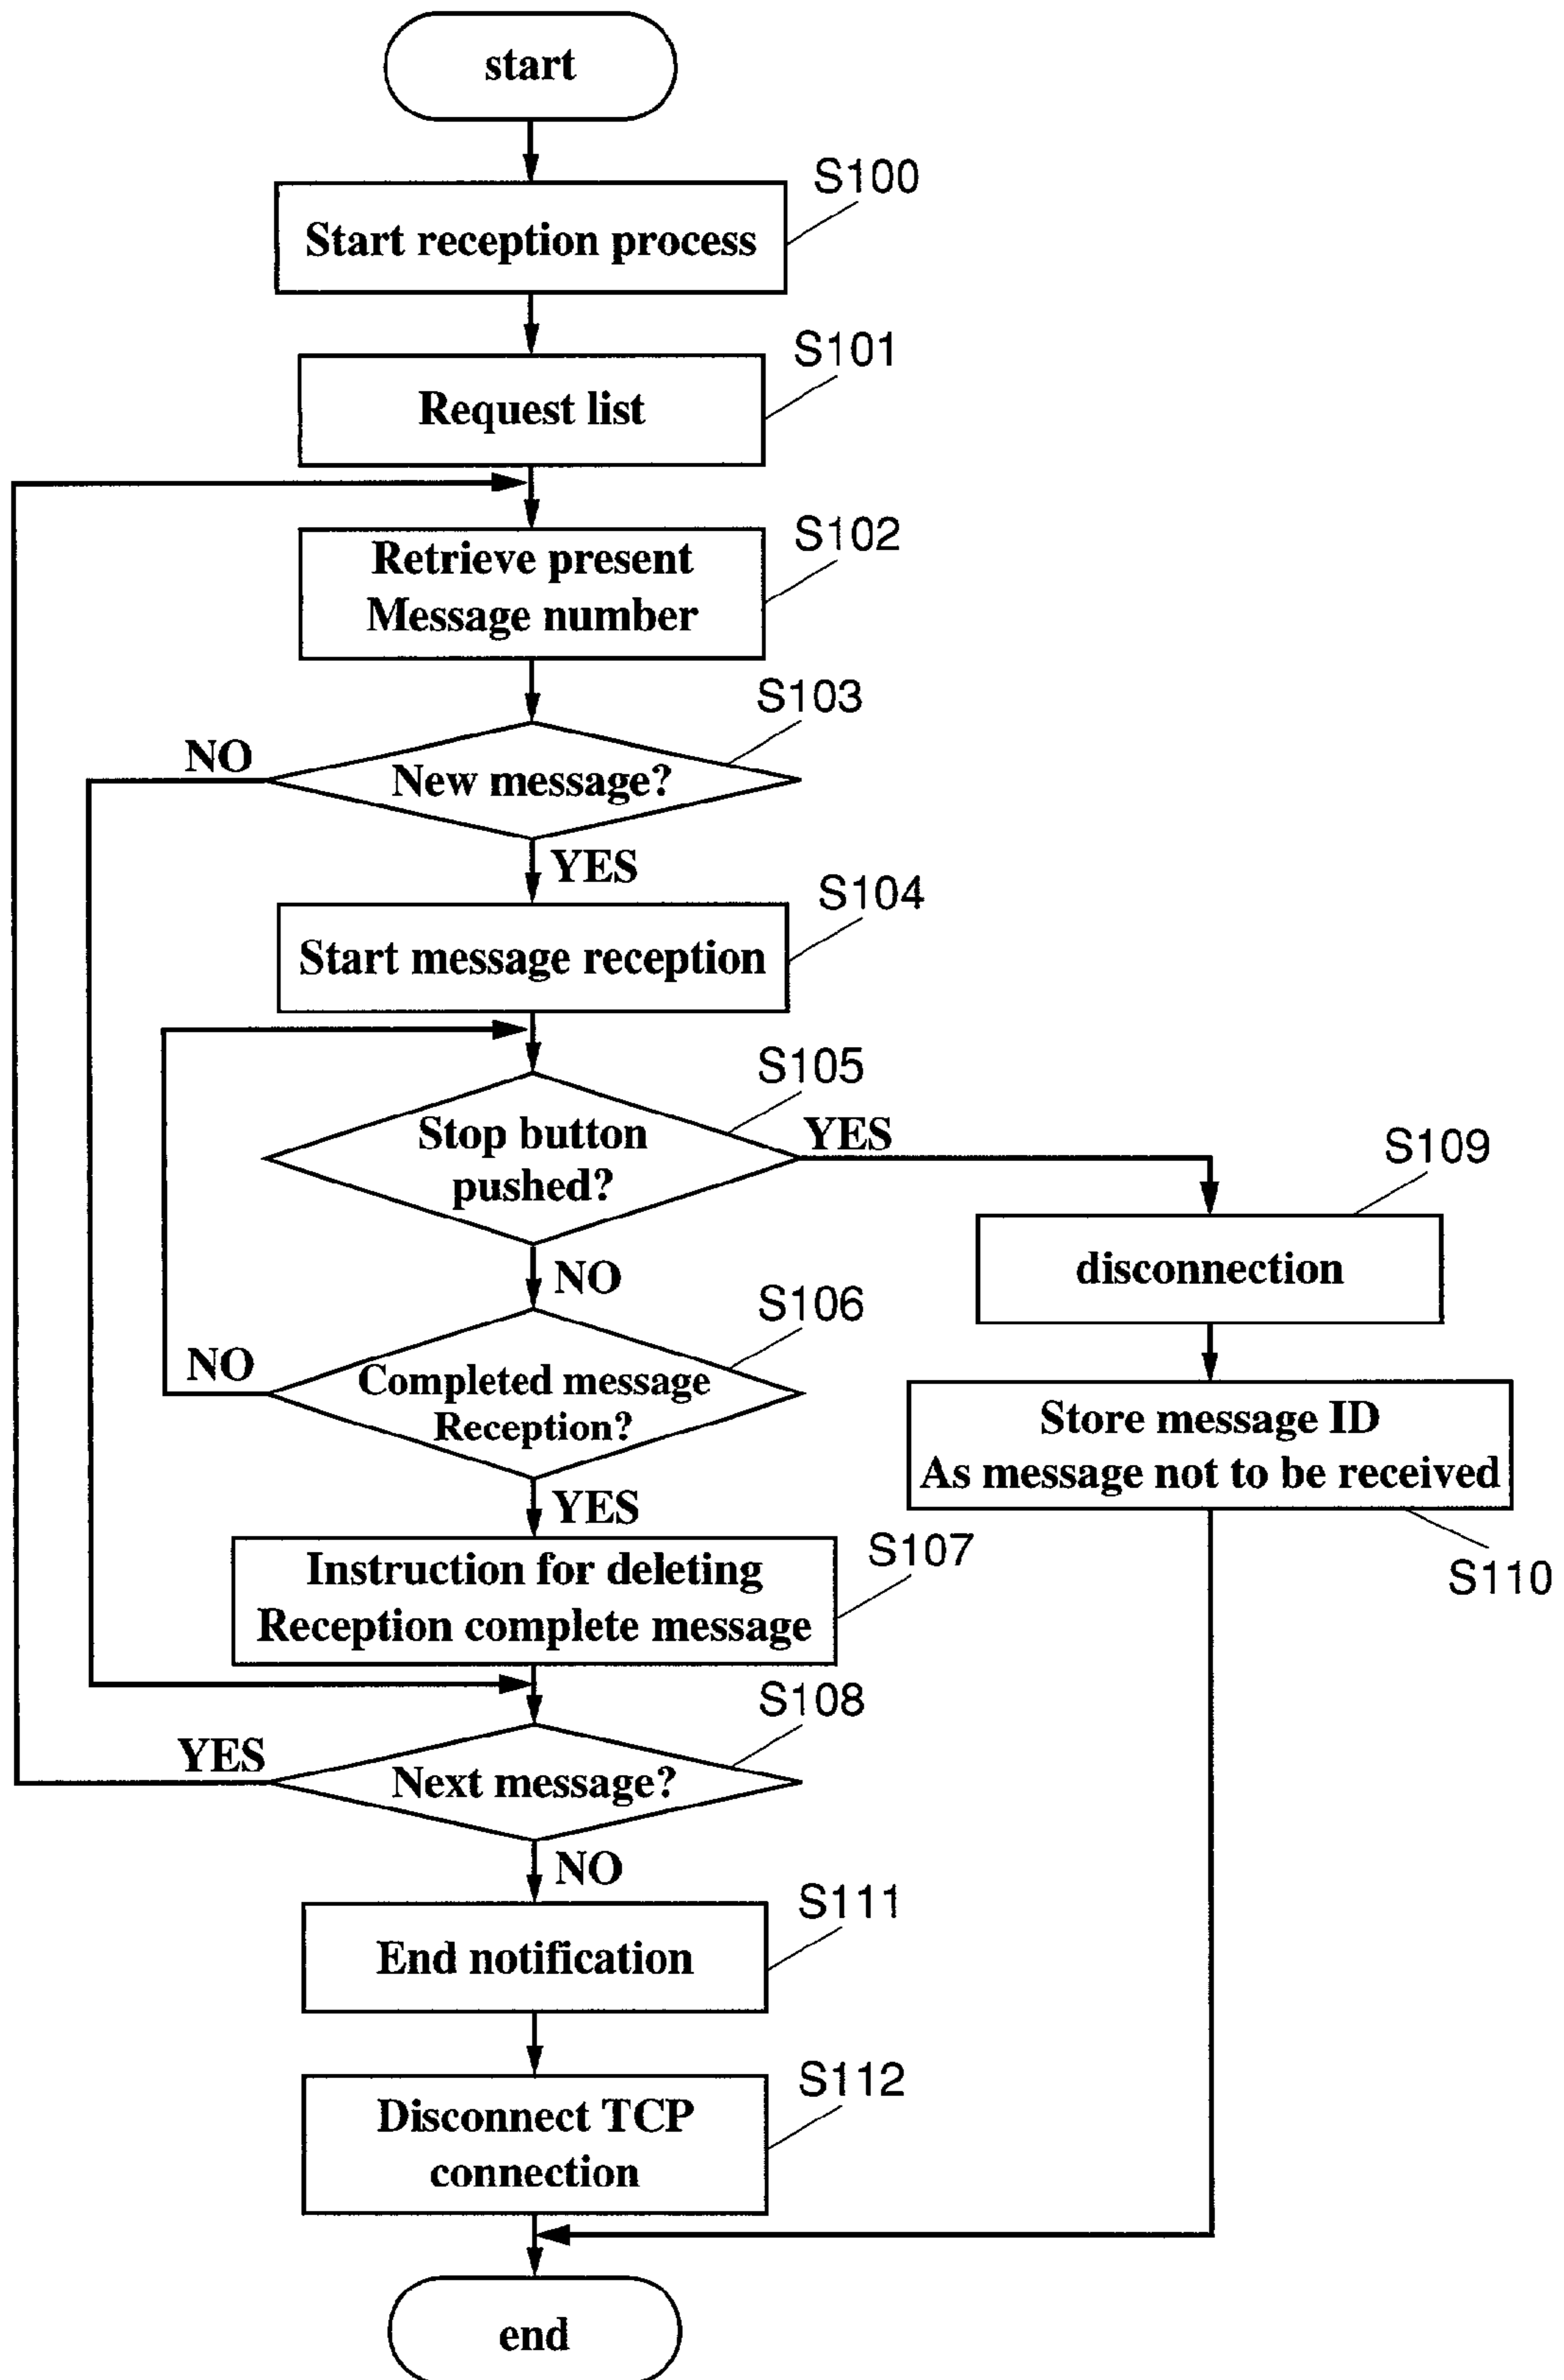 start
S100
Start reception process
S101
Request list
S102
Retrieve present
Message number
S103
NO
New message?
YES
S104
Start message reception
S105
Stop button
pushed?
YES
S109
disconnection
NO
S106
NO
Completed message
Reception?
Store message ID
As message not to be received
S110
YES
S107
Instruction for deleting
Reception complete message
S108
YES
Next message?
NO
S111
End notification
S112
Disconnect TCP
connection
end